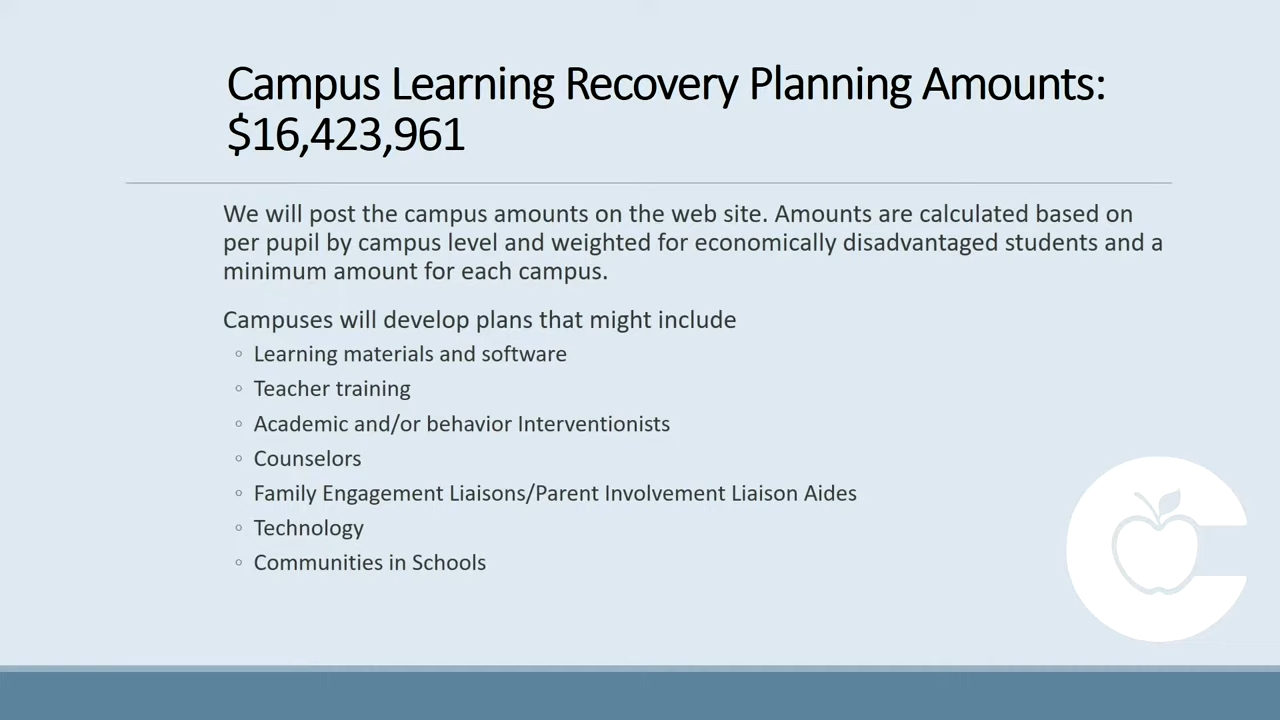 Campus Learning Recovery Planning Amounts:
$16,423,961
We will post the campus amounts on the web site. Amounts are calculated based on
per pupil by campus level and weighted for economically disadvantaged students and a
minimum amount for each campus.
Campuses will develop plans that might include
◦ Learning materials and software
◦ Teacher training
◦ Academic and/or behavior Interventionists
◦ Counselors
◦ Family Engagement Liaisons/Parent Involvement Liaison Aides
◦ Technology
◦ Communities in Schools